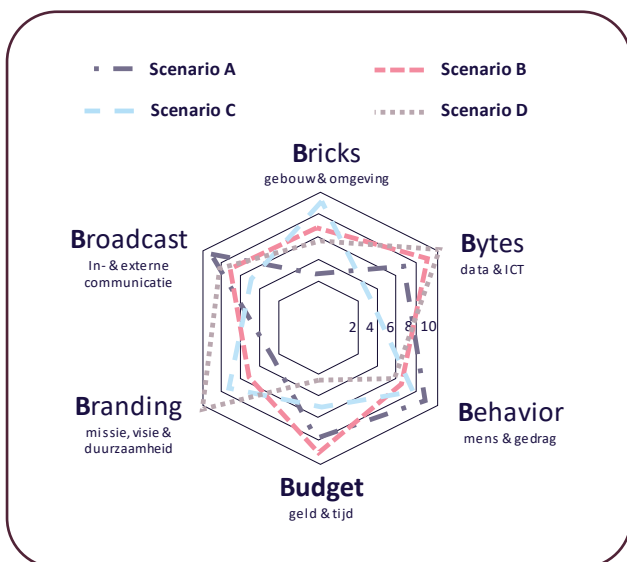 Scenario A
Scenario B
Scenario C
Scenario D
Bricks
gebouw & omgeving
Broadcast
In- & externe
communicatie
Bytes
data & ICT
2 4 6 8 10
Branding
missie, visie &
duurzaamheid
Behavior
mens & gedrag
Budget
geld & tijd